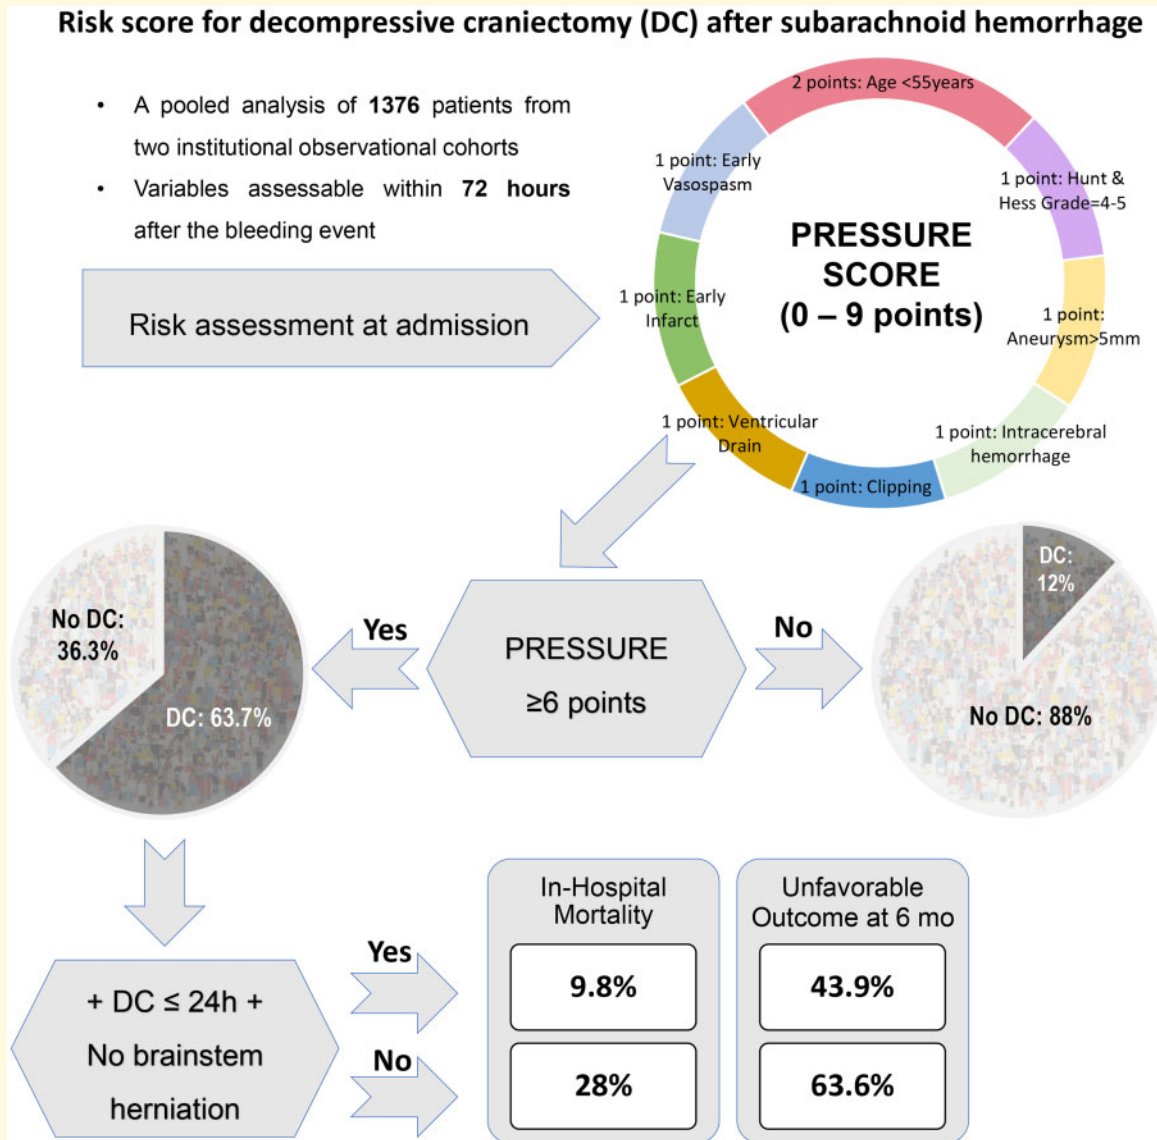 Risk score for decompressive craniectomy (DC) after subarachnoid hemorrhage
• A pooled analysis of 1376 patients from
two institutional observational cohorts
• Variables assessable within 72 hours
after the bleeding event
Risk assessment at admission
2 points: Age <55years
1 point: Hunt &
Hess Grade=4-5
1 point:
Aneurysm>5mm
1 point: Intracerebral
hemorrhage
1 point: Clipping
1 point: Ventricular
Drain
1 point: Early
Infarct
1 point: Early
Vasospasm
PRESSURE
SCORE
(0 – 9 points)
No DC:
36.3%
DC: 63.7%
Yes
PRESSURE
≥6 points
No
DC:
12%
No DC: 88%
+ DC ≤ 24h +
No brainstem
herniation
Yes
No
In-Hospital
Mortality
9.8%
28%
Unfavorable
Outcome at 6 mo
43.9%
63.6%